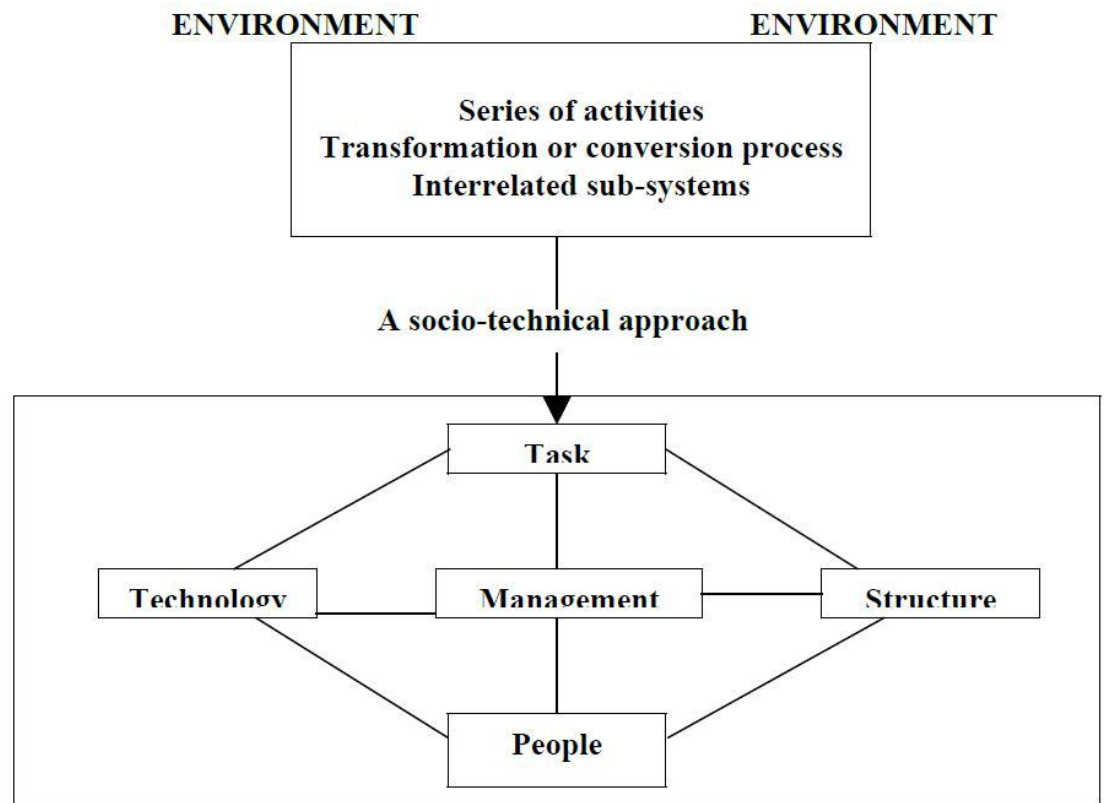 ENVIRONMENT ENVIRONMENT
Series of activities
Transformation or conversion process
Interrelated sub-systems
A socio-technical approach
Task
Technology Management Structure
People